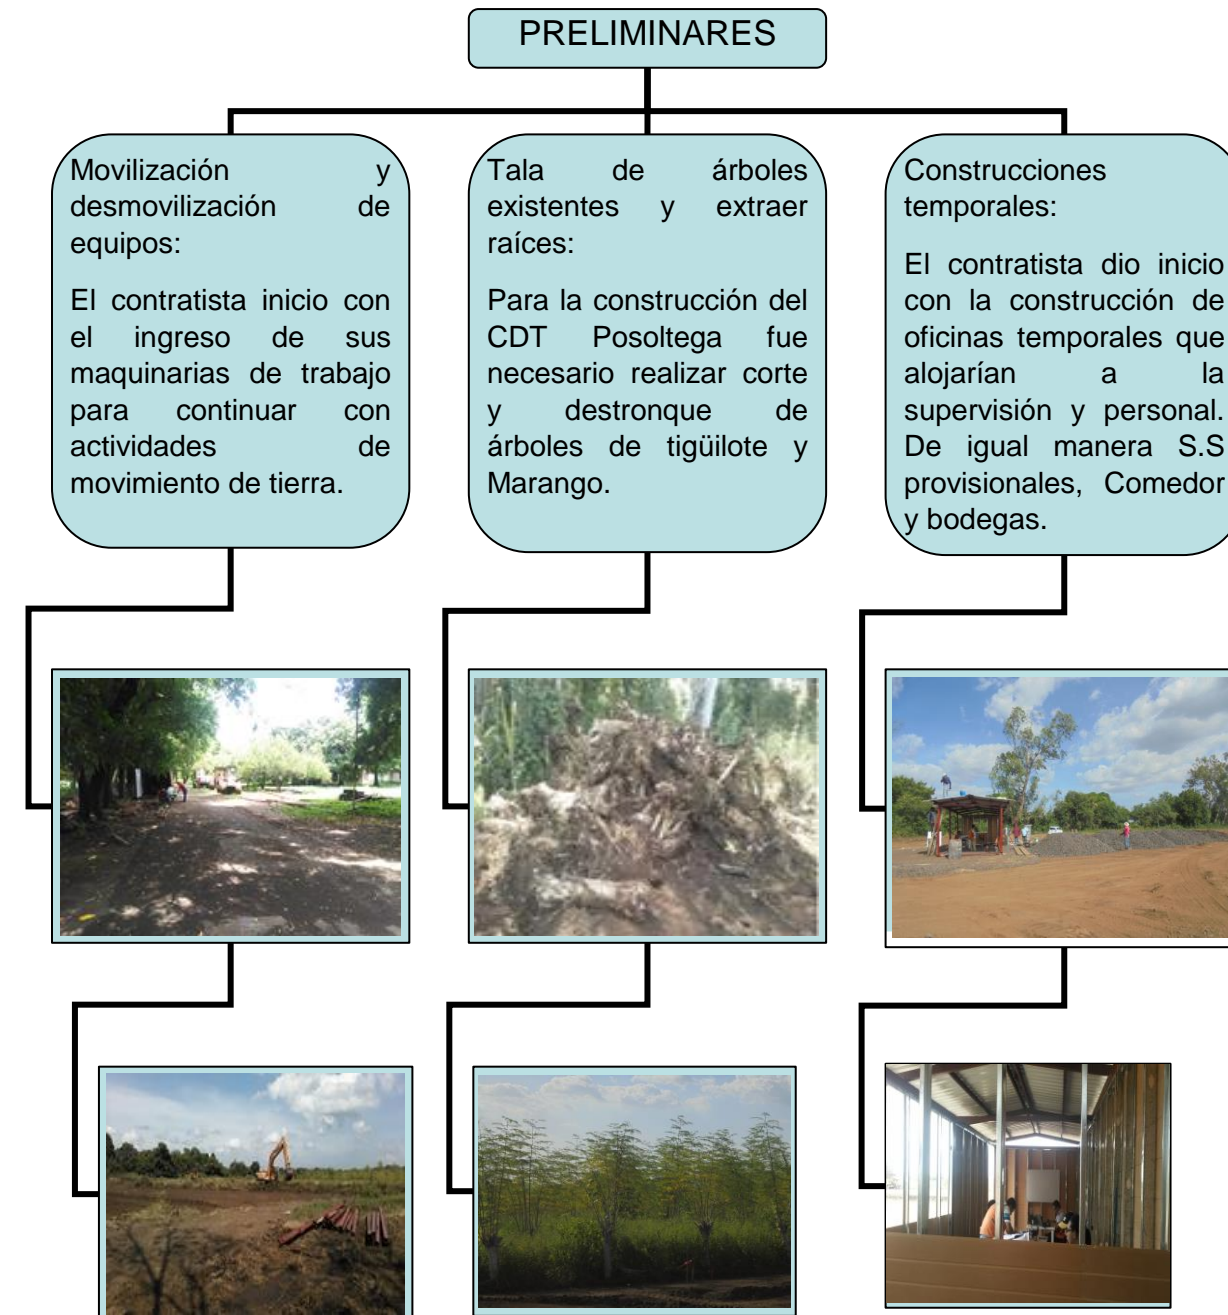 PRELIMINARES
Movilización y
desmovilización de
equipos:
El contratista inicio con
el ingreso de sus
maquinarias de trabajo
para continuar con
actividades de
movimiento de tierra.
Tala de árboles
existentes y extraer
raíces:
Para la construcción del
CDT Posoltega fue
necesario realizar corte
y destronque de
árboles de tigüilote y
Marango.
Construcciones
temporales:
El contratista dio inicio
con la construcción de
oficinas temporales que
alojarían a la
supervisión y personal.
De igual manera S.S
provisionales, Comedor
y bodegas.